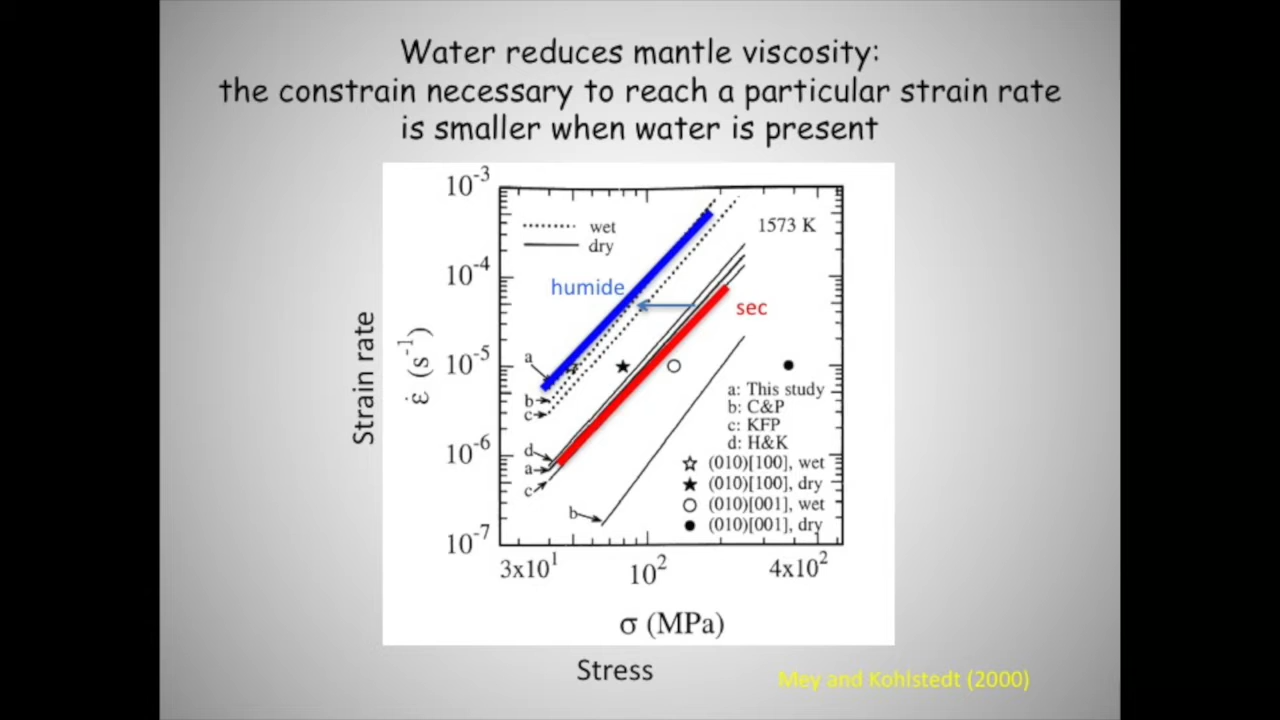 Water reduces mantle viscosity:
the constrain necessary to reach a particular strain rate
is smaller when water is present
10⁻³
10⁻⁴
10⁻⁵
10⁻⁶
10⁻⁷
Strain rate
ε̇ (s⁻¹)
wet
dry
1573 K
humide
sec
a
b
c
d
a
c
b
a: This study
b: C&P
c: KFP
d: H&K
(010)[100], wet
(010)[100], dry
(010)[001], wet
(010)[001], dry
3x10¹
10²
4x10²
σ (MPa)
Stress
Mey and Kohlstedt (2000)